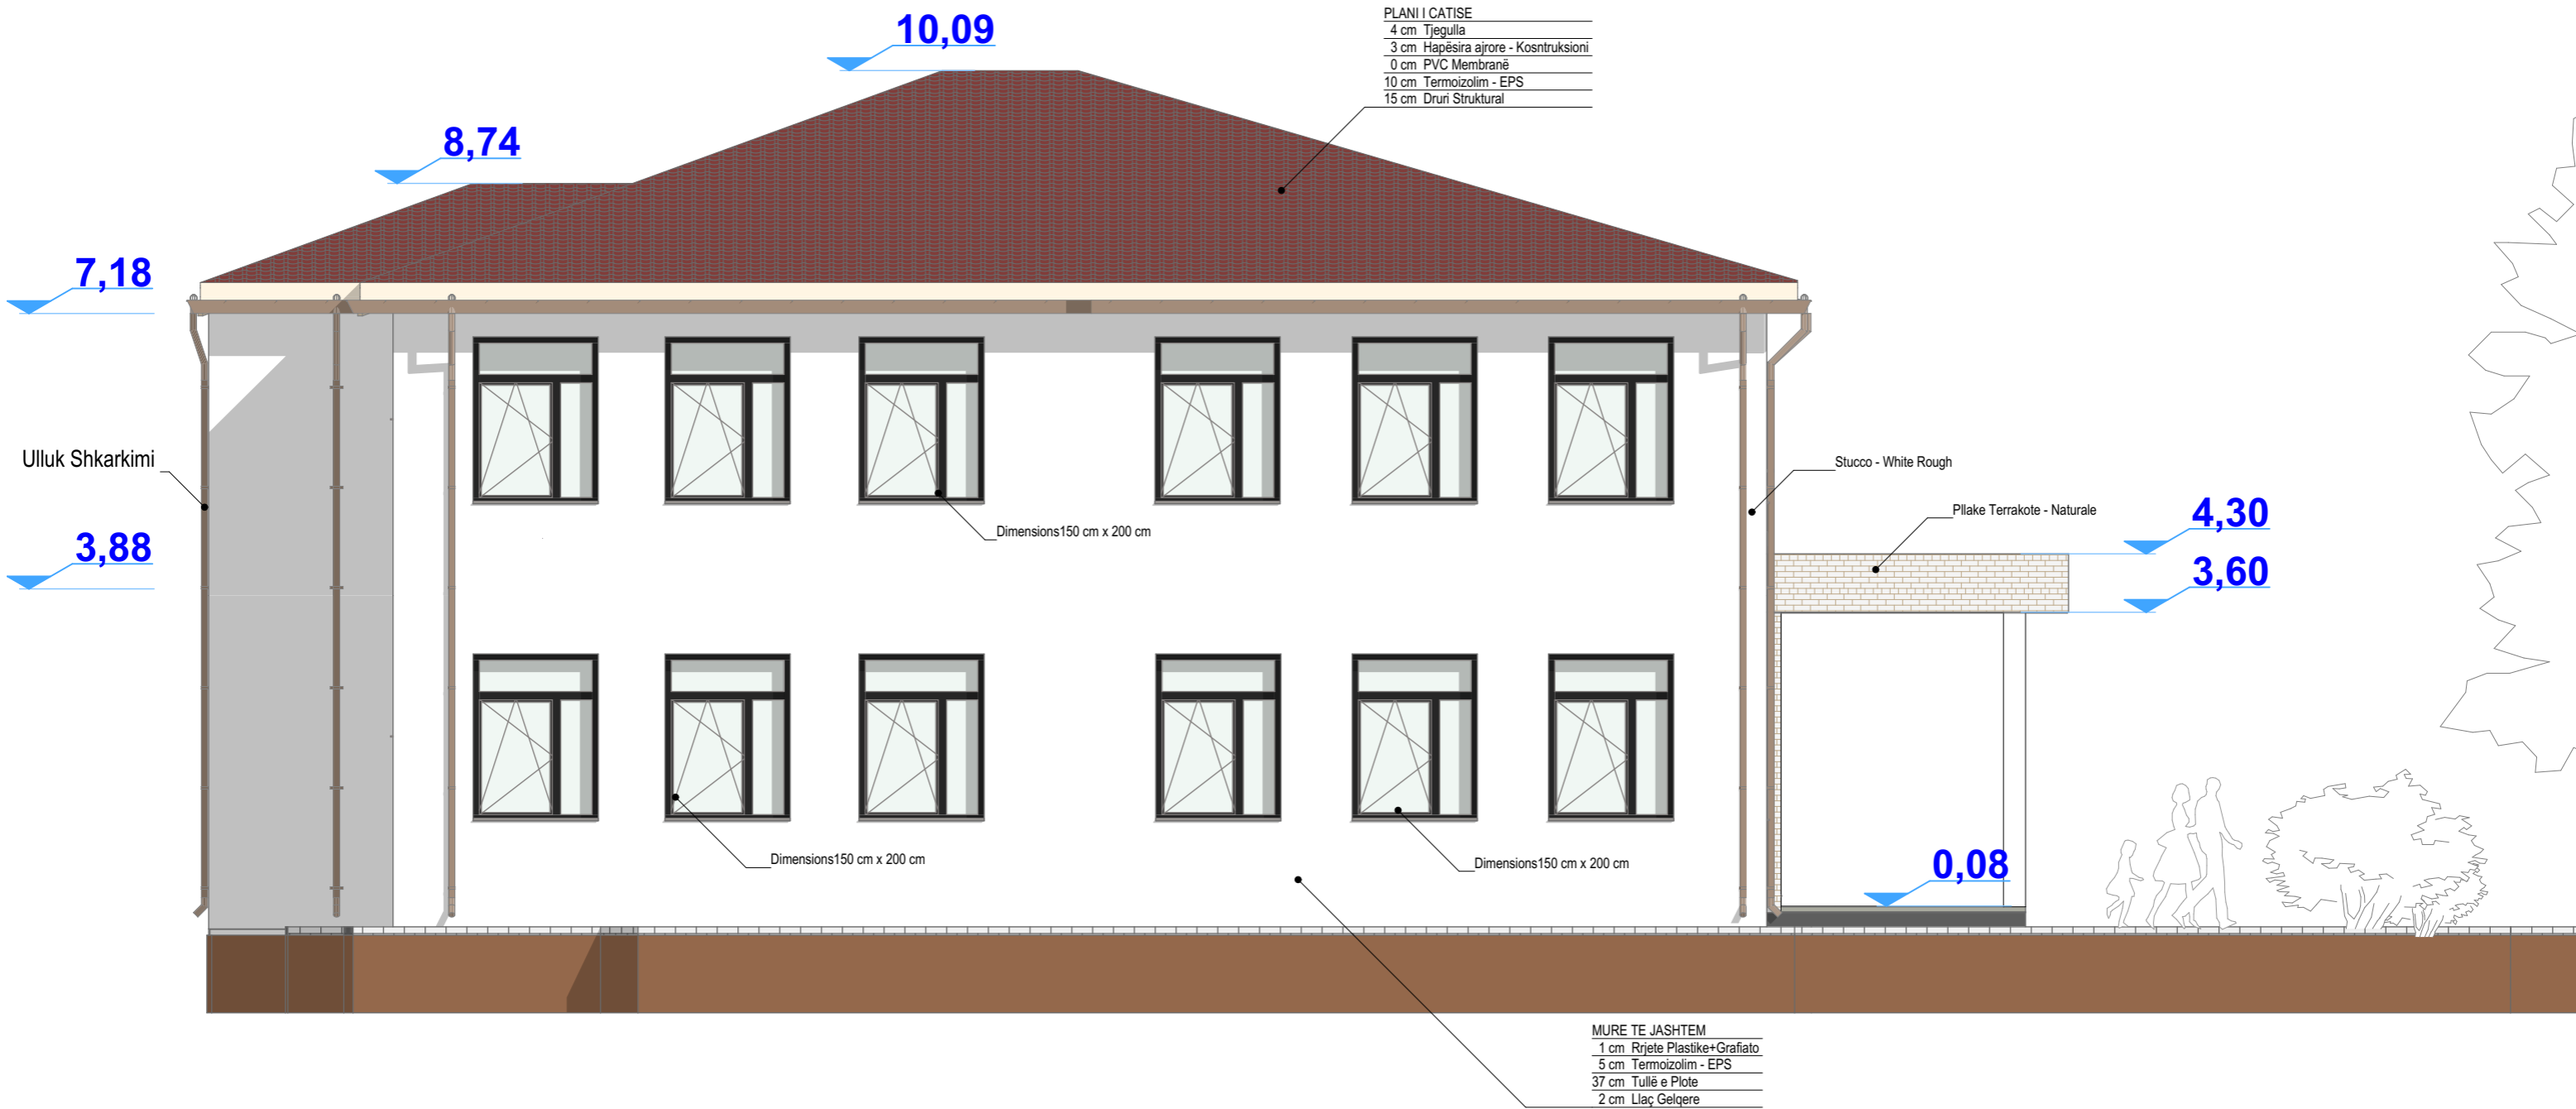 PLANI I CATISE
4 cm Tjegulla
3 cm Hapësira ajrore - Kosntruksioni
0 cm PVC Membranë
10 cm Termoizolim - EPS
15 cm Druri Struktural
10,09
8,74
7,18
Ulluk Shkarkimi
Stucco - White Rough
Pllake Terrakote - Naturale
4,30
Dimensions150 cm x 200 cm
3,88
3,60
Dimensions150 cm x 200 cm
Dimensions150 cm x 200 cm
0,08
MURE TE JASHTEM
1 cm Rrjete Plastike+Grafiato
5 cm Termoizolim - EPS
37 cm Tullë e Plote
2 cm Llaç Gelqere